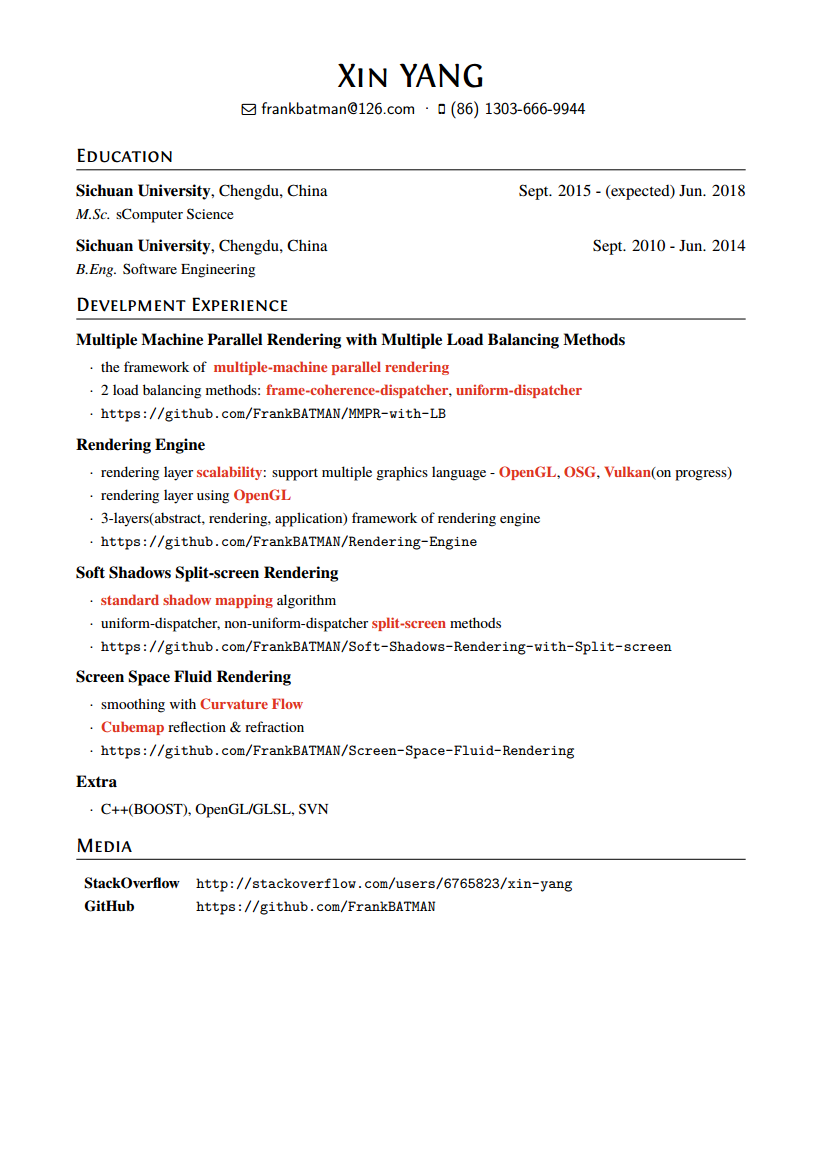 Xin YANG
frankbatman@126.com · (86) 1303-666-9944
Education
Sichuan University, Chengdu, China Sept. 2015 - (expected) Jun. 2018
M.Sc. sComputer Science
Sichuan University, Chengdu, China Sept. 2010 - Jun. 2014
B.Eng. Software Engineering
Develpment Experience
Multiple Machine Parallel Rendering with Multiple Load Balancing Methods
· the framework of multiple-machine parallel rendering
· 2 load balancing methods: frame-coherence-dispatcher, uniform-dispatcher
· https://github.com/FrankBATMAN/MMPR-with-LB
Rendering Engine
· rendering layer scalability: support multiple graphics language - OpenGL, OSG, Vulkan(on progress)
· rendering layer using OpenGL
· 3-layers(abstract, rendering, application) framework of rendering engine
· https://github.com/FrankBATMAN/Rendering-Engine
Soft Shadows Split-screen Rendering
· standard shadow mapping algorithm
· uniform-dispatcher, non-uniform-dispatcher split-screen methods
· https://github.com/FrankBATMAN/Soft-Shadows-Rendering-with-Split-screen
Screen Space Fluid Rendering
· smoothing with Curvature Flow
· Cubemap reflection & refraction
· https://github.com/FrankBATMAN/Screen-Space-Fluid-Rendering
Extra
· C++(BOOST), OpenGL/GLSL, SVN
Media
StackOverflow http://stackoverflow.com/users/6765823/xin-yang
GitHub https://github.com/FrankBATMAN